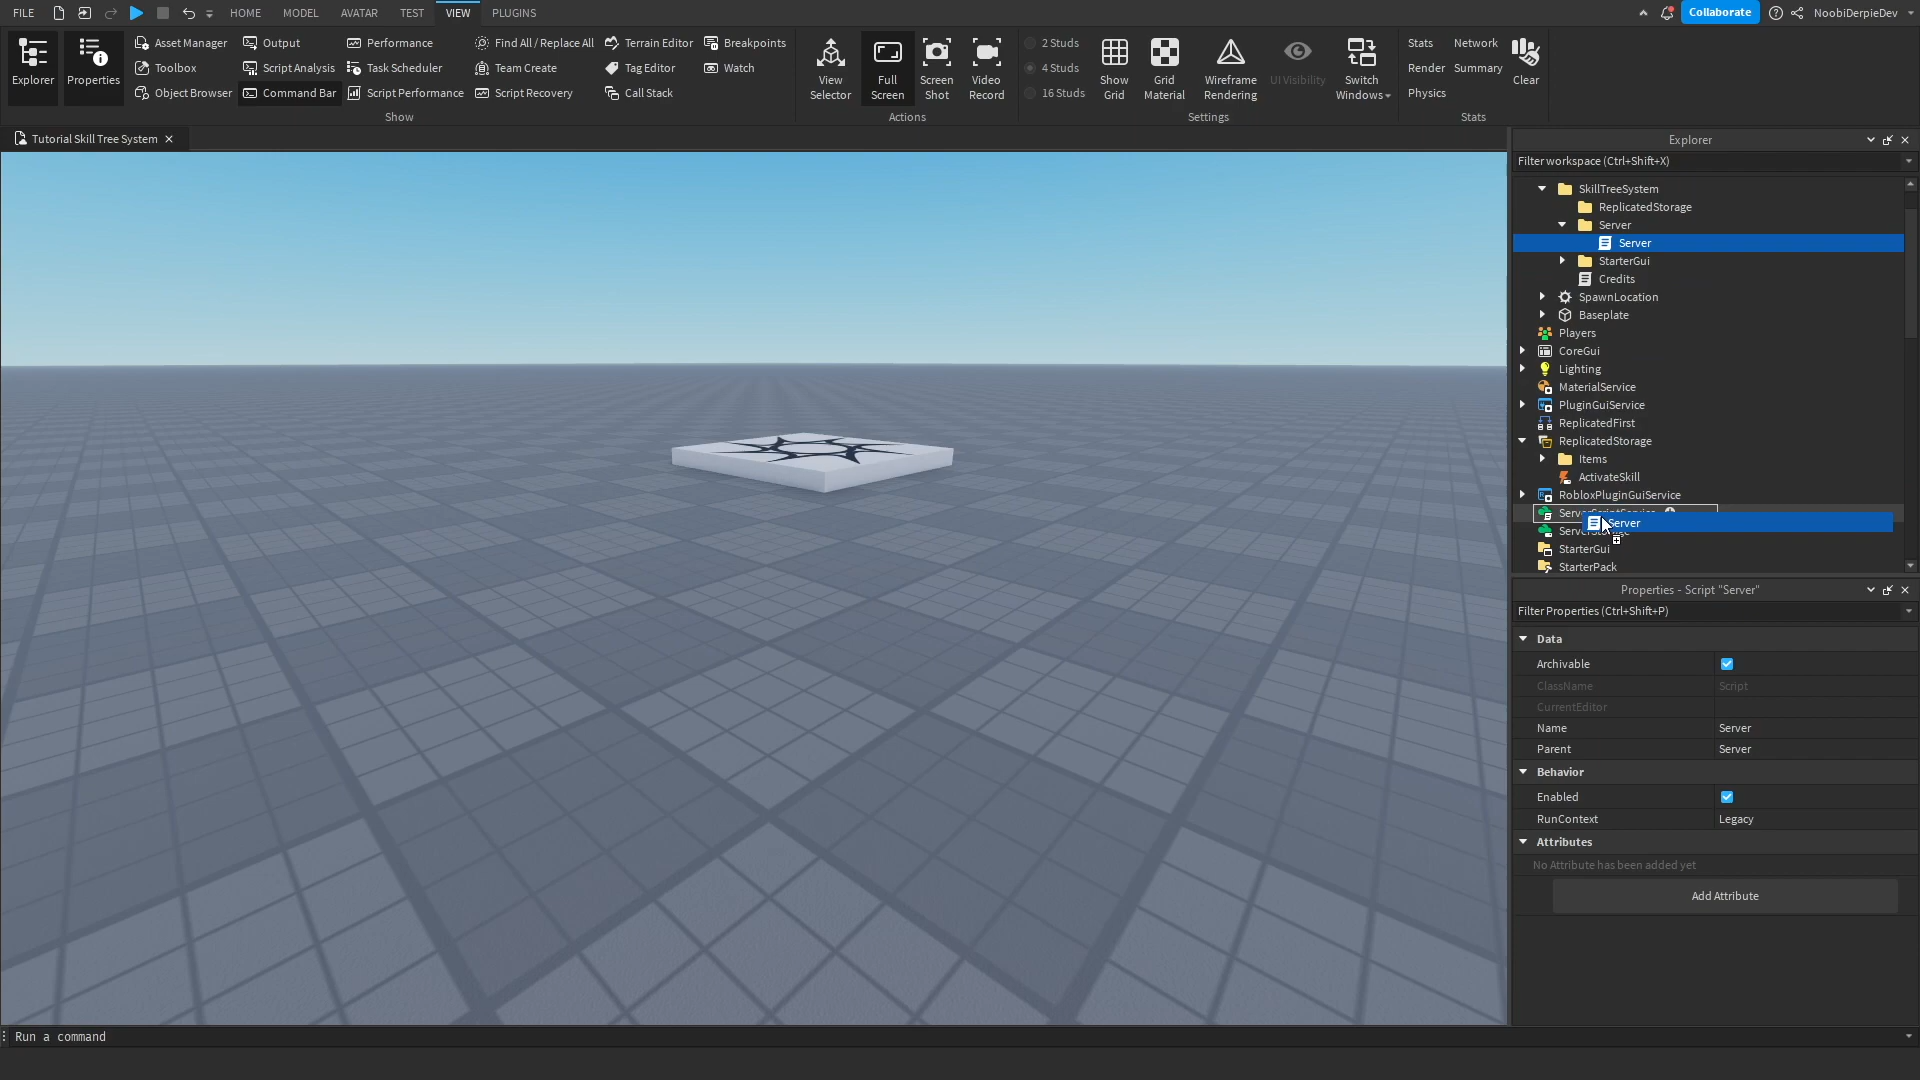 FILE HOME MODEL AVATAR TEST VIEW PLUGINS Collaborate NoobiDerpieDev
Explorer
Properties
Asset Manager
Toolbox
Object Browser
Output
Script Analysis
Command Bar
Performance
Task Scheduler
Script Performance
Find All / Replace All
Team Create
Script Recovery
Terrain Editor
Tag Editor
Call Stack
Breakpoints
Watch
Show
View
Selector
Full
Screen
Screen
Shot
Video
Record
Actions
2 Studs
4 Studs
16 Studs
Show
Grid
Grid
Material
Wireframe
Rendering
UI Visibility
Switch
Windows
Settings
Stats
Render
Physics
Network
Summary
Clear
Stats
Tutorial Skill Tree System
Explorer
Filter workspace (Ctrl+Shift+X)
SkillTreeSystem
ReplicatedStorage
Server
Server
StarterGui
Credits
SpawnLocation
Baseplate
Players
CoreGui
Lighting
MaterialService
PluginGuiService
ReplicatedFirst
ReplicatedStorage
Items
ActivateSkill
RobloxPluginGuiService
ServerScriptService
Server
StarterGui
StarterPack
Properties - Script "Server"
Filter Properties (Ctrl+Shift+P)
Data
Archivable
ClassName Script
CurrentEditor
Name Server
Parent Server
Behavior
Enabled
RunContext Legacy
Attributes
No Attribute has been added yet
Add Attribute
Run a command